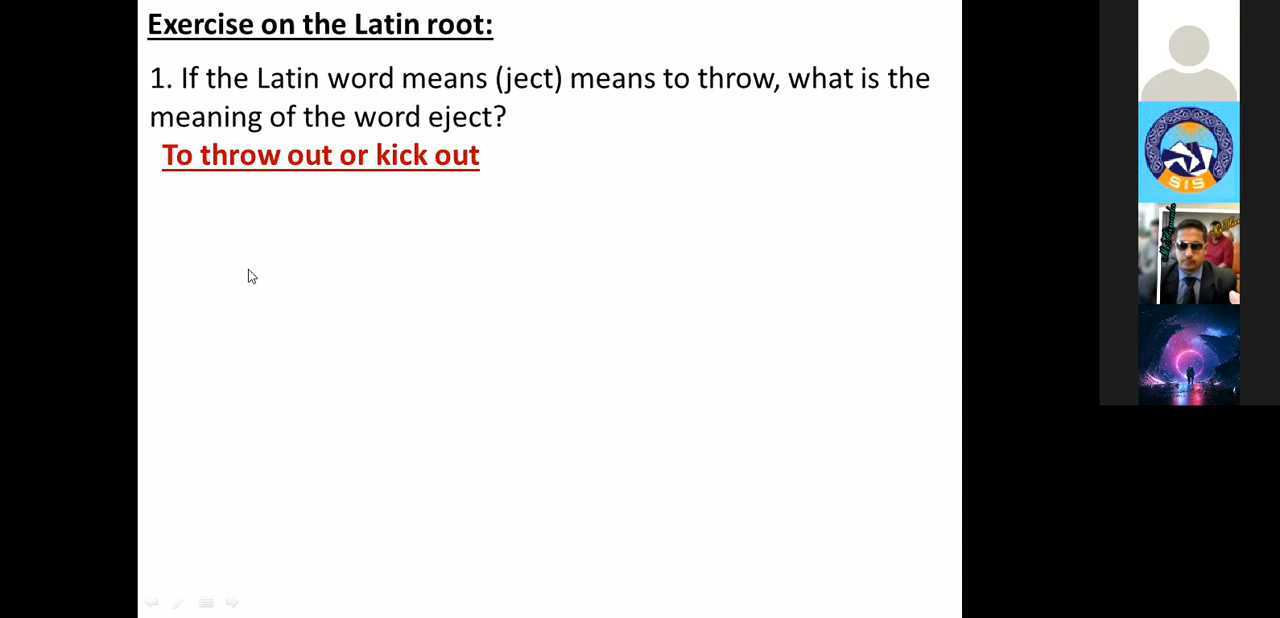 Exercise on the Latin root:
1. If the Latin word means (ject) means to throw, what is the
meaning of the word eject?
To throw out or kick out
SIS